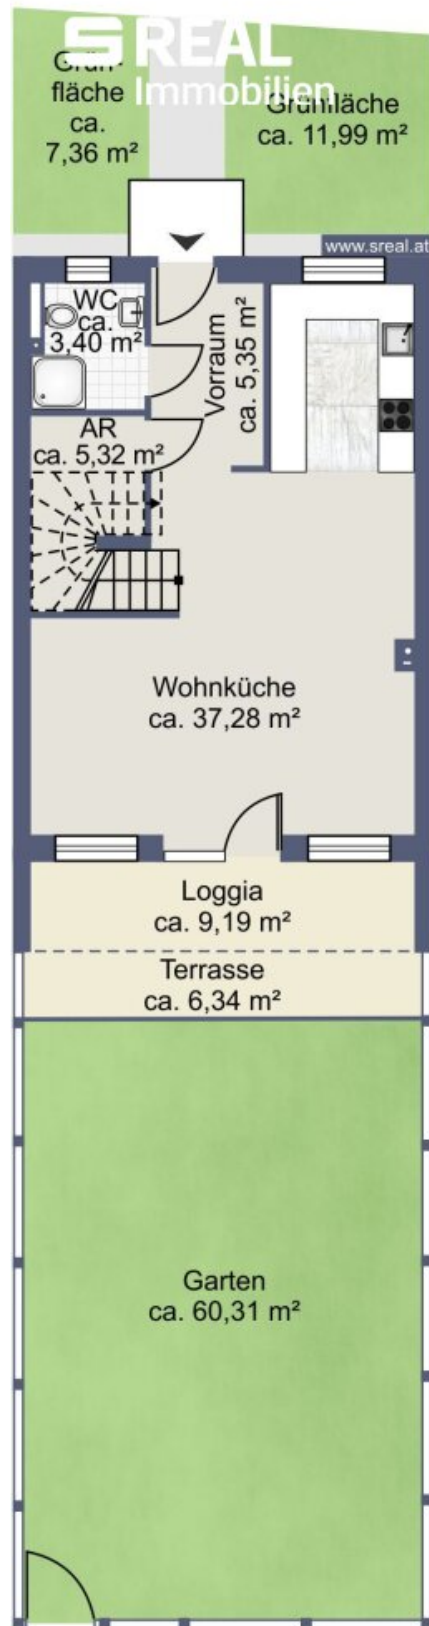 S REAL
Immobilien
Grün-
fläche
ca.
7,36 m²
Grünfläche
ca. 11,99 m²
www.sreal.at
WC
ca.
3,40 m²
Vorraum
ca. 5,35 m²
AR
ca. 5,32 m²
Wohnküche
ca. 37,28 m²
Loggia
ca. 9,19 m²
Terrasse
ca. 6,34 m²
Garten
ca. 60,31 m²